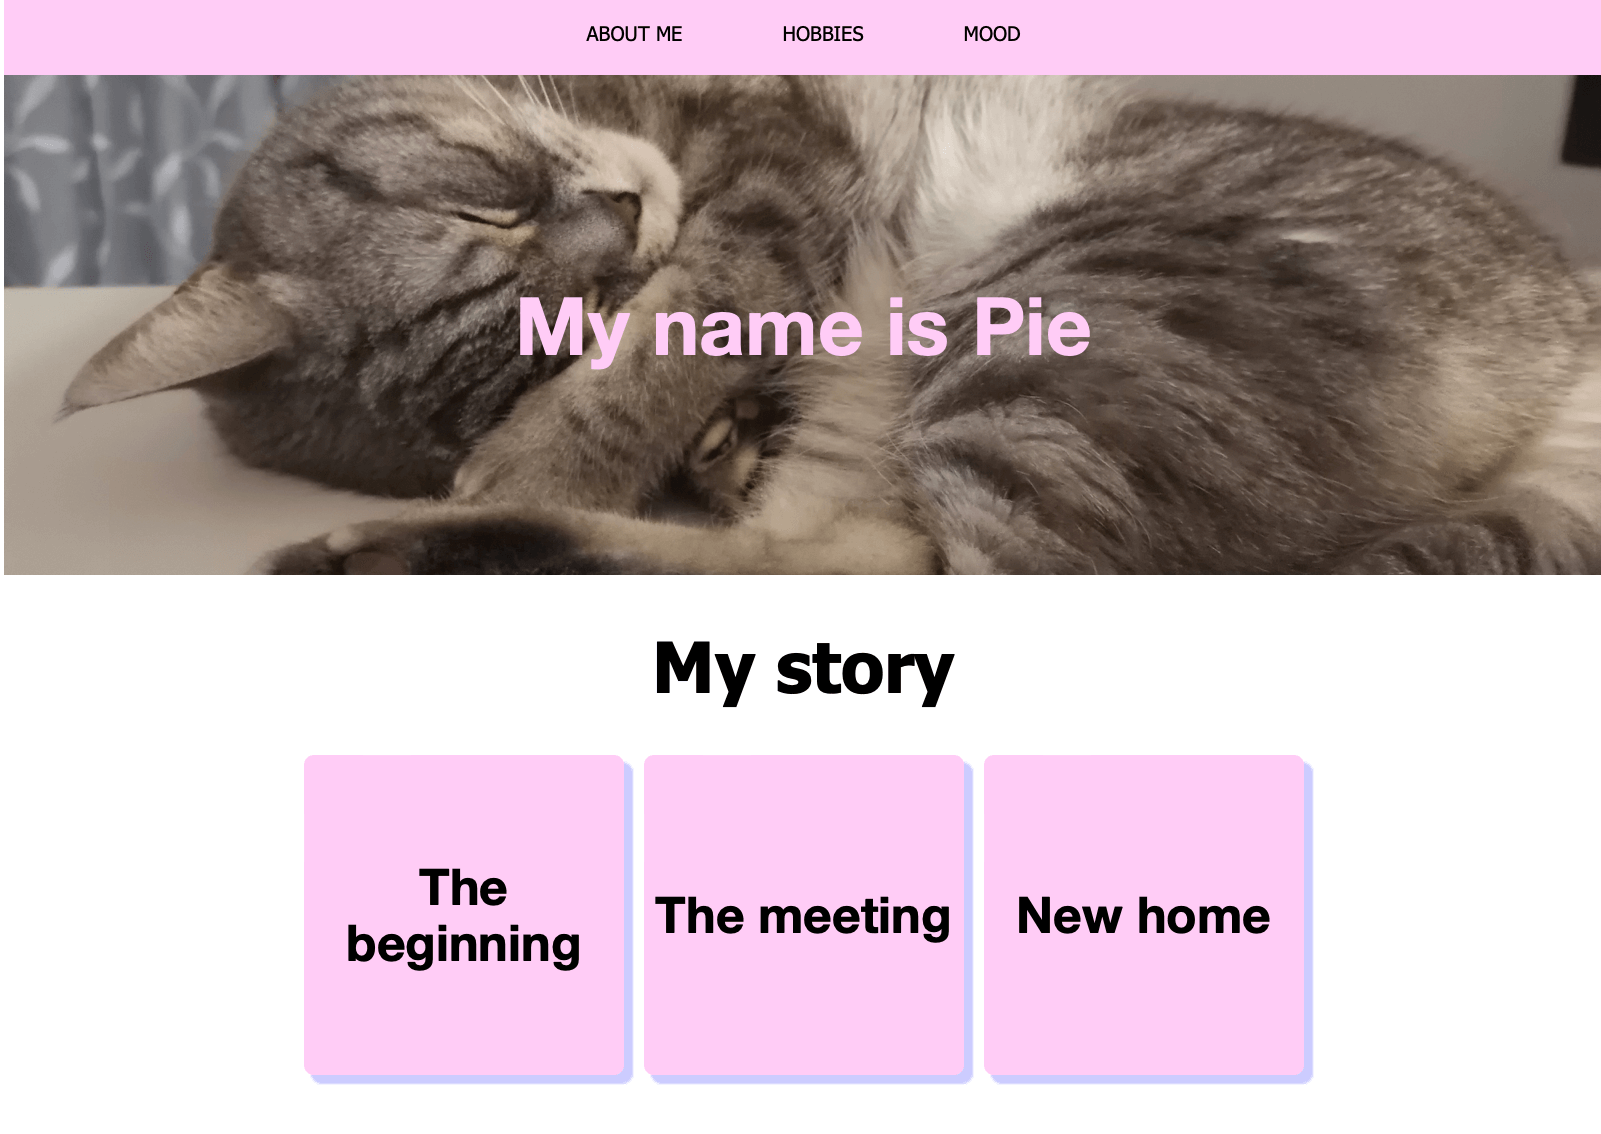 ABOUT ME HOBBIES MOOD
My name is Pie
My story
The
beginning
The meeting
New home